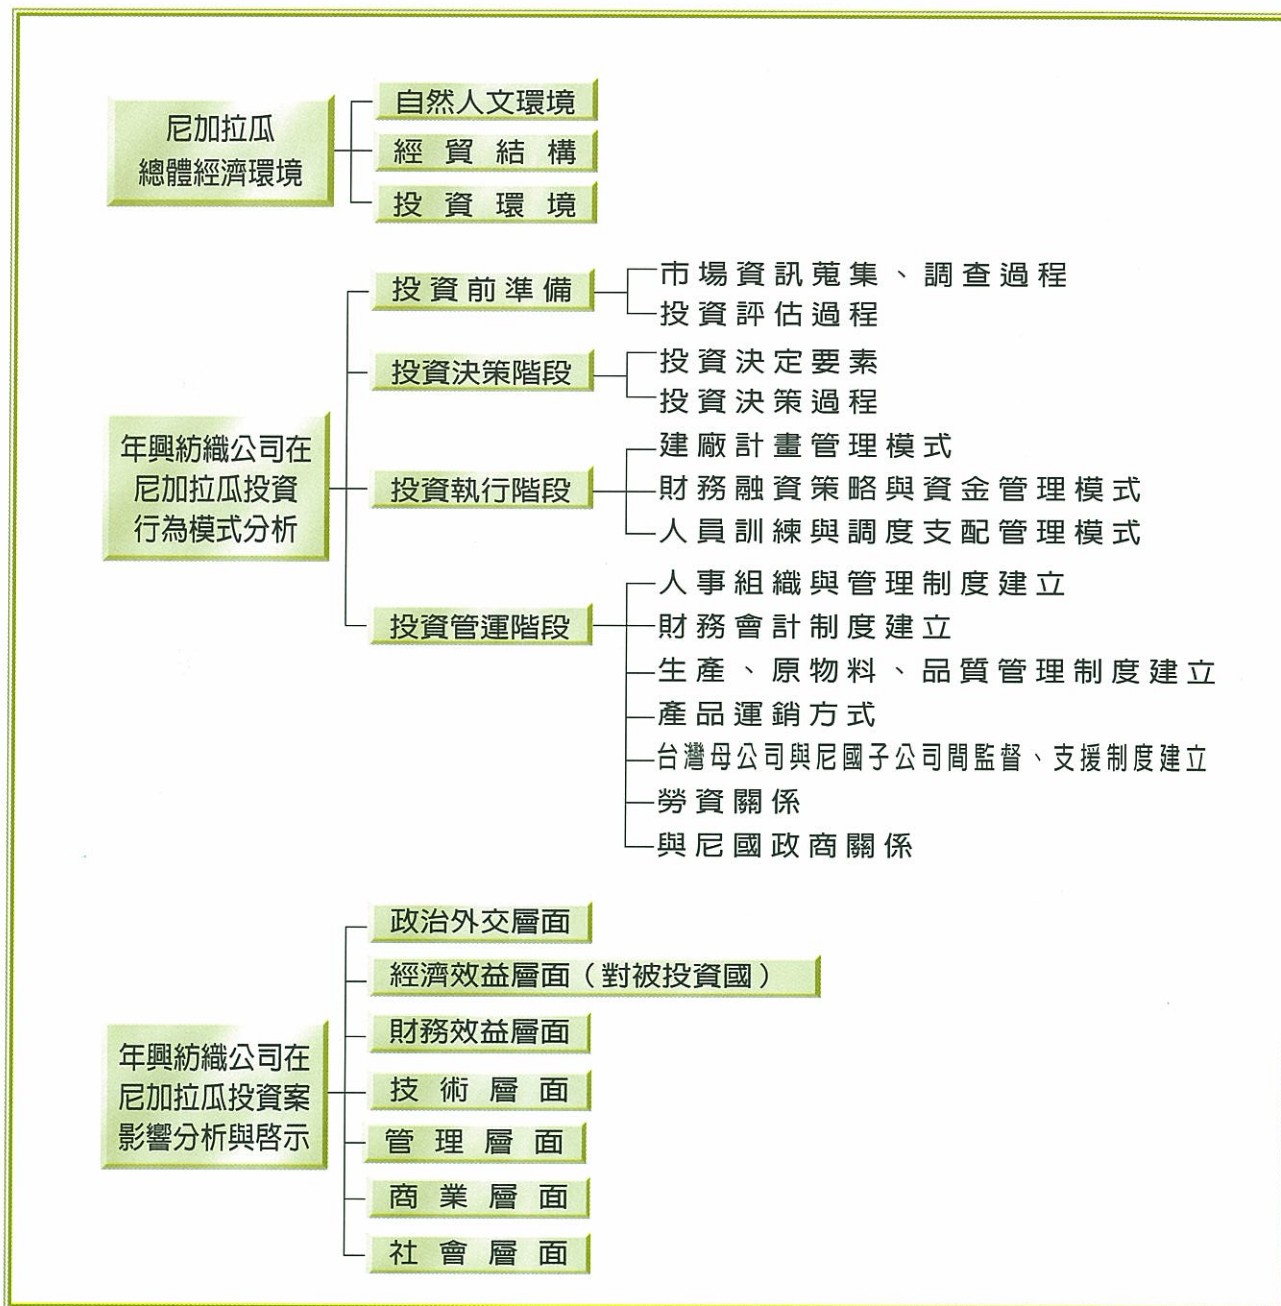 尼加拉瓜
總體經濟環境
自然人文環境
經貿結構
投資環境
年興紡織公司在
尼加拉瓜投資
行為模式分析
投資前準備
市場資訊蒐集、調查過程
投資評估過程
投資決策階段
投資決定要素
投資決策過程
投資執行階段
建廠計畫管理模式
財務融資策略與資金管理模式
人員訓練與調度支配管理模式
投資管運階段
人事組織與管理制度建立
財務會計制度建立
生產、原物料、品質管理制度建立
產品運銷方式
台灣母公司與尼國子公司間監督、支援制度建立
勞資關係
與尼國政商關係
年興紡織公司在
尼加拉瓜投資案
影響分析與啓示
政治外交層面
經濟效益層面（對被投資國）
財務效益層面
技術層面
管理層面
商業層面
社會層面